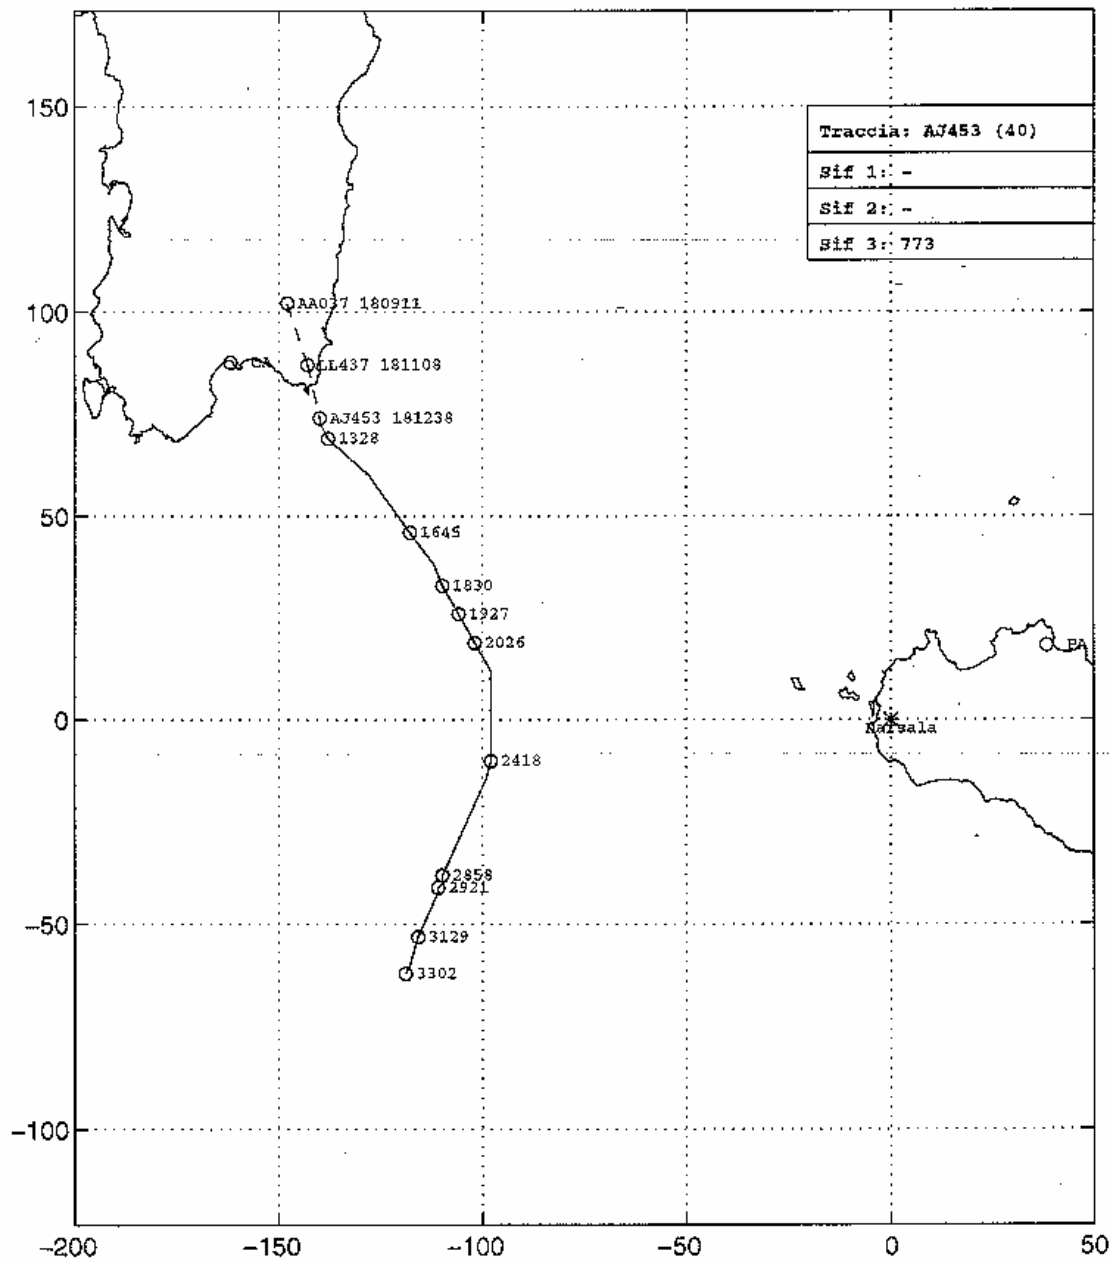 150
Traccia: AJ453 (40)
Sif 1: -
Sif 2: -
Sif 3: 773
AA037 180911
100
CA
LL437 181108
AJ453 181238
1328
50
1645
1830
1927
2026
PA
0
Marsala
2418
2858
2921
-50
3129
3302
-100
-200 -150 -100 -50 0 50